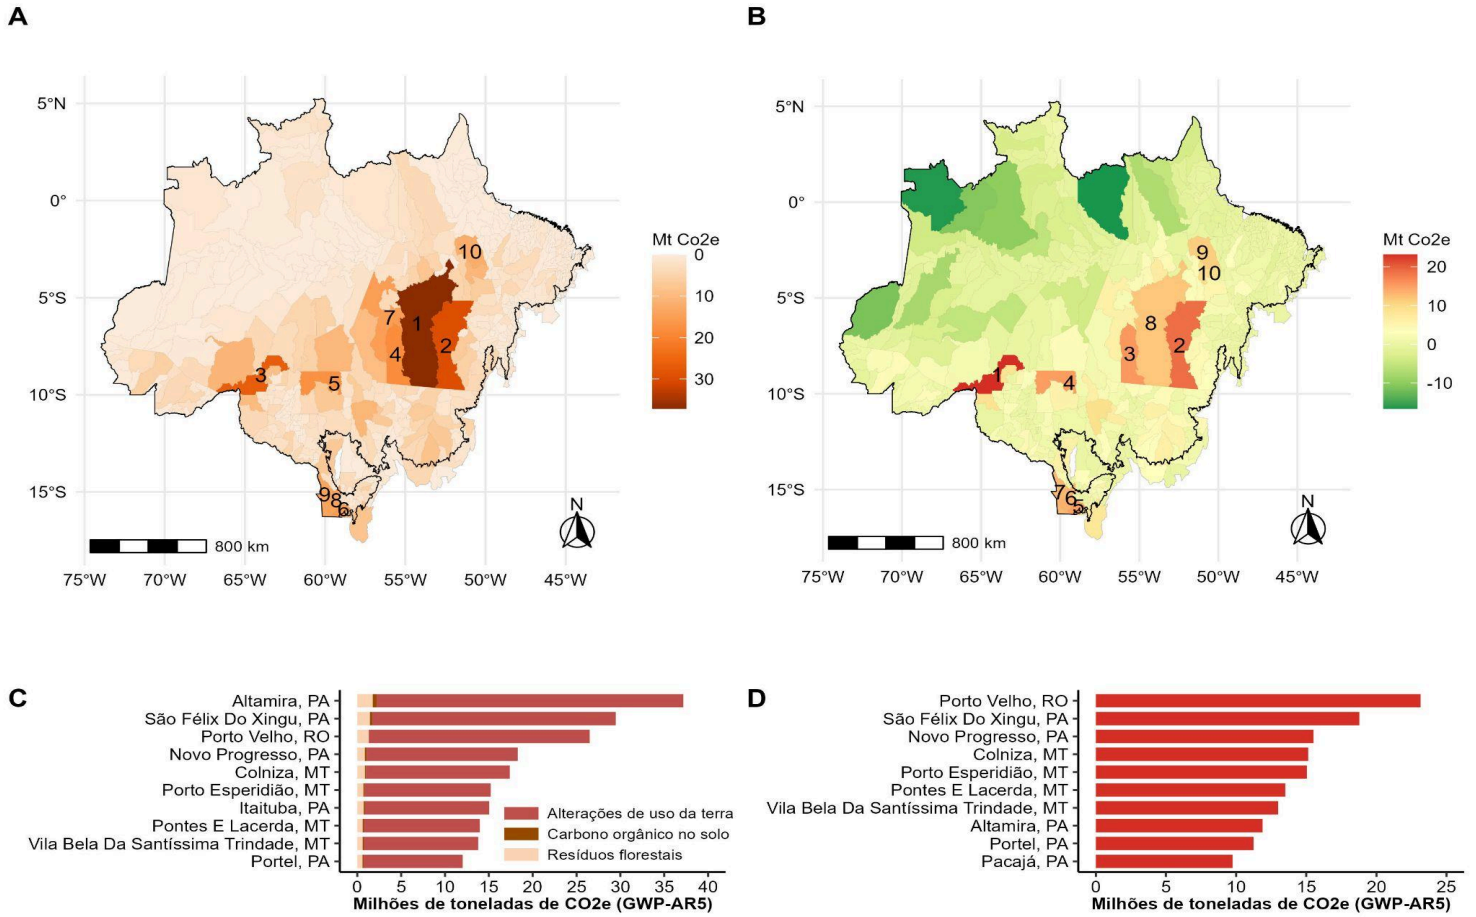 A
B
5°N
0°
5°S
10°S
15°S
75°W
70°W
65°W
60°W
55°W
50°W
45°W
1
2
3
4
5
6
7
8
9
10
Mt Co2e
0
10
20
30
N
800 km
5°N
0°
5°S
10°S
15°S
75°W
70°W
65°W
60°W
55°W
50°W
45°W
1
2
3
4
5
6
7
8
9
10
Mt Co2e
20
10
0
-10
N
800 km
C
Altamira, PA
São Félix Do Xingu, PA
Porto Velho, RO
Novo Progresso, PA
Colniza, MT
Porto Esperidião, MT
Itaituba, PA
Pontes E Lacerda, MT
Vila Bela Da Santíssima Trindade, MT
Portel, PA
Alterações de uso da terra
Carbono orgânico no solo
Resíduos florestais
0 5 10 15 20 25 30 35 40
Milhões de toneladas de CO2e (GWP-AR5)
D
Porto Velho, RO
São Félix Do Xingu, PA
Novo Progresso, PA
Colniza, MT
Porto Esperidião, MT
Pontes E Lacerda, MT
Vila Bela Da Santíssima Trindade, MT
Altamira, PA
Portel, PA
Pacajá, PA
0 5 10 15 20 25
Milhões de toneladas de CO2e (GWP-AR5)